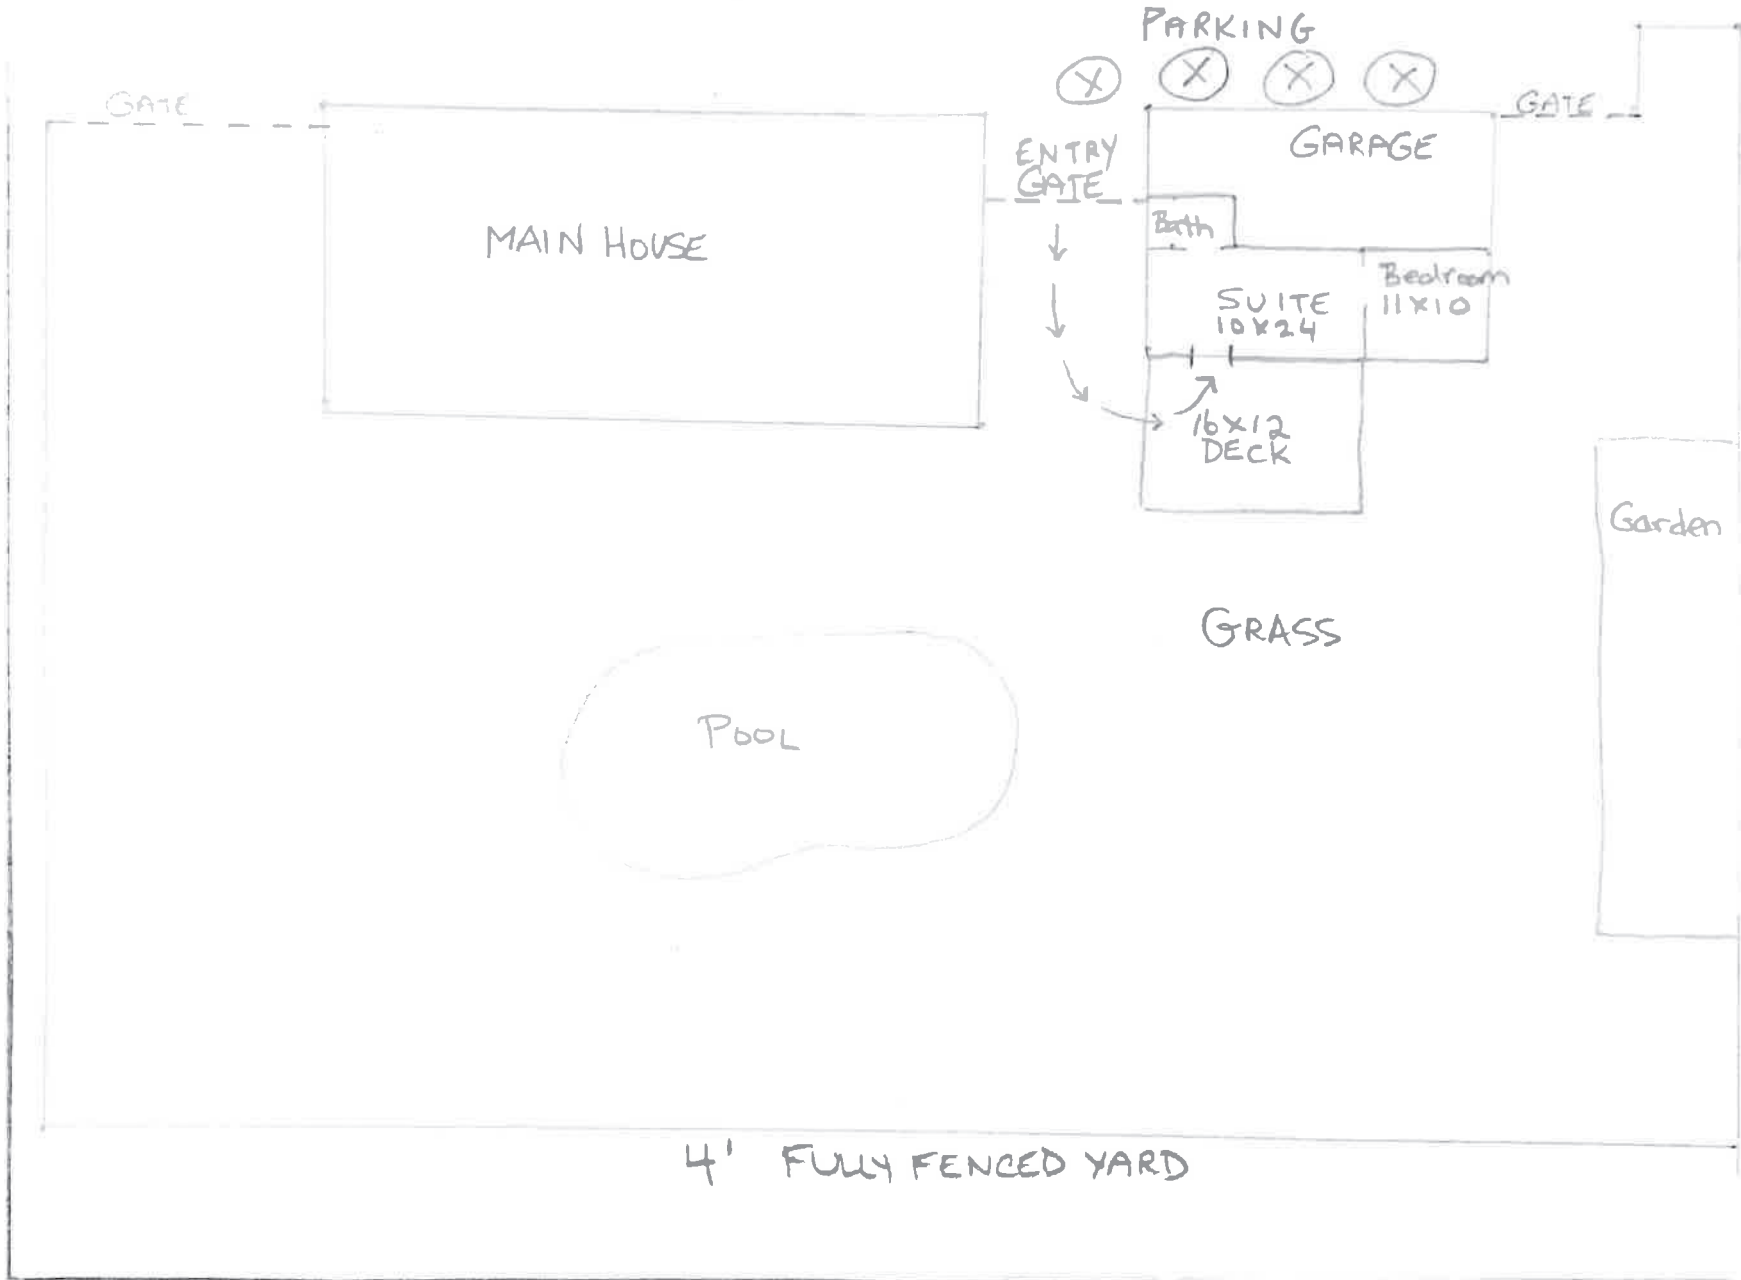 PARKING
X X X X
GATE
GATE
GARAGE
ENTRY
GATE
MAIN HOUSE
Bath
Bedroom
11X10
SUITE
10X24
16X12
DECK
Garden
GRASS
POOL
4' FULLY FENCED YARD